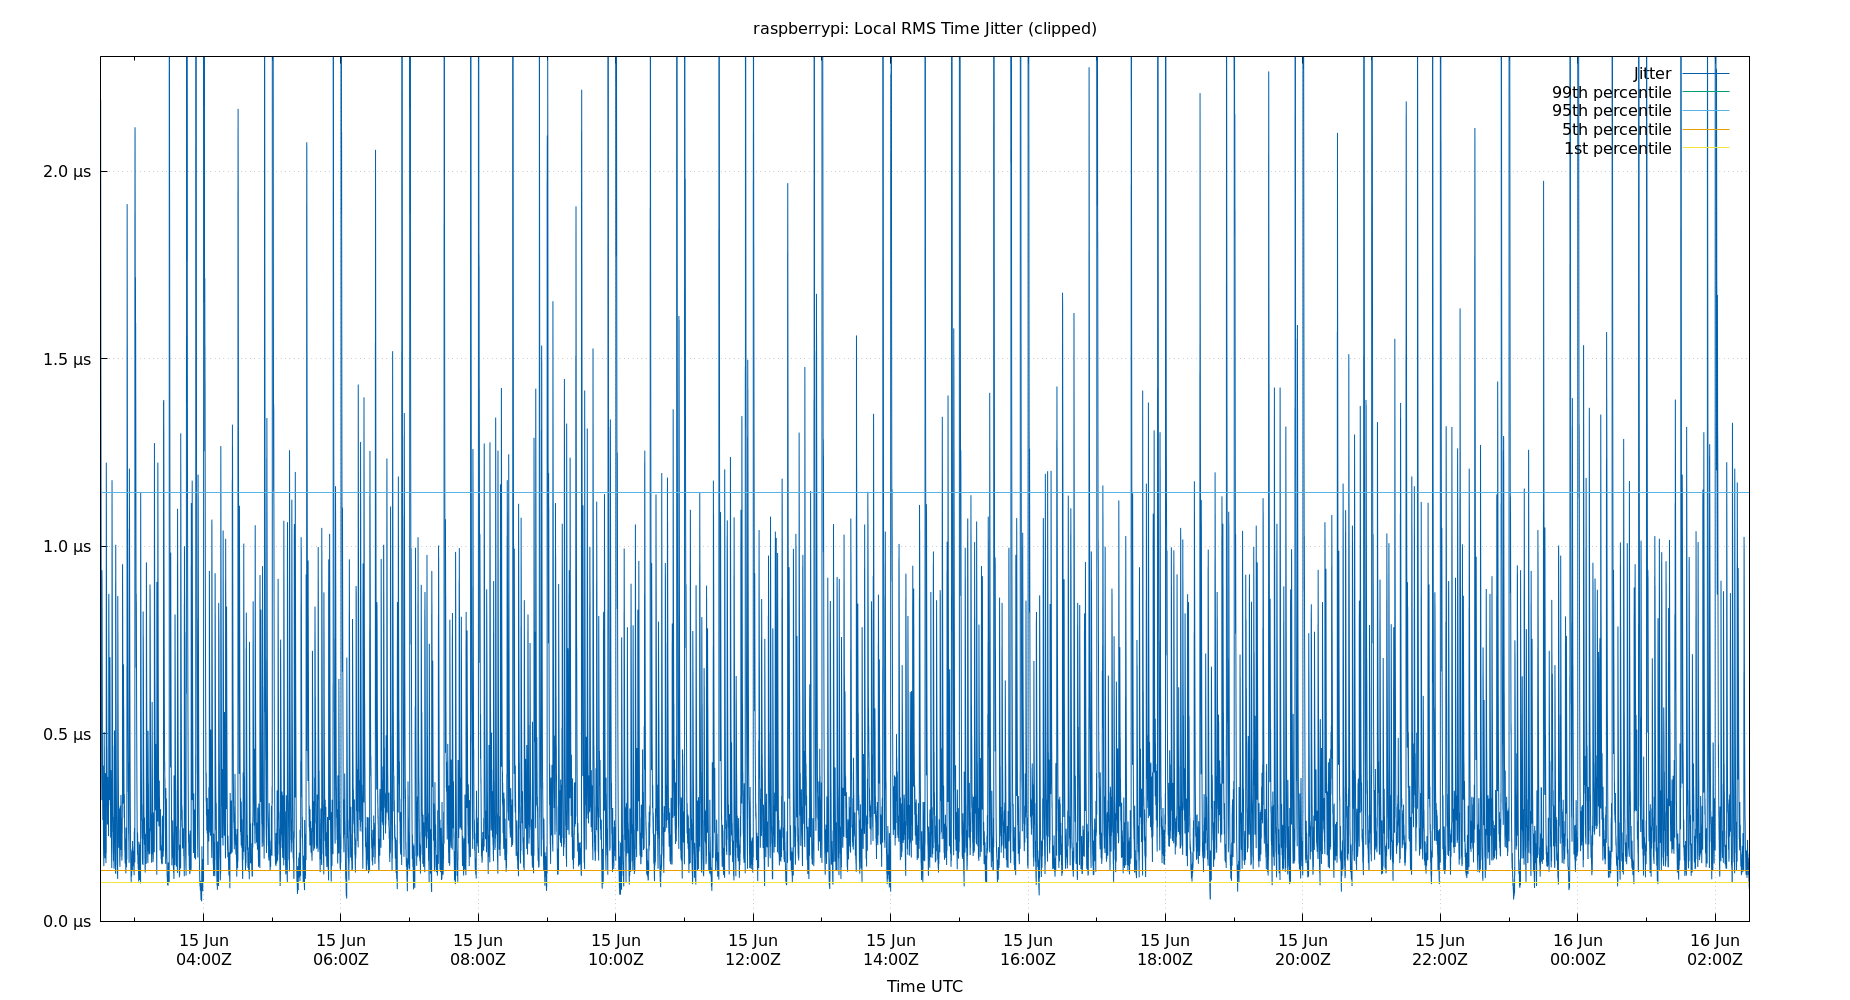 raspberrypi: Local RMS Time Jitter (clipped)
Jitter
99th percentile
95th percentile
5th percentile
1st percentile
2.0 μs
1.5 μs
1.0 μs
0.5 μs
0.0 μs
15 Jun 15 Jun 15 Jun 15 Jun 15 Jun 15 Jun 15 Jun 15 Jun 15 Jun 15 Jun 16 Jun 16 Jun
04:00Z 06:00Z 08:00Z 10:00Z 12:00Z 14:00Z 16:00Z 18:00Z 20:00Z 22:00Z 00:00Z 02:00Z
Time UTC